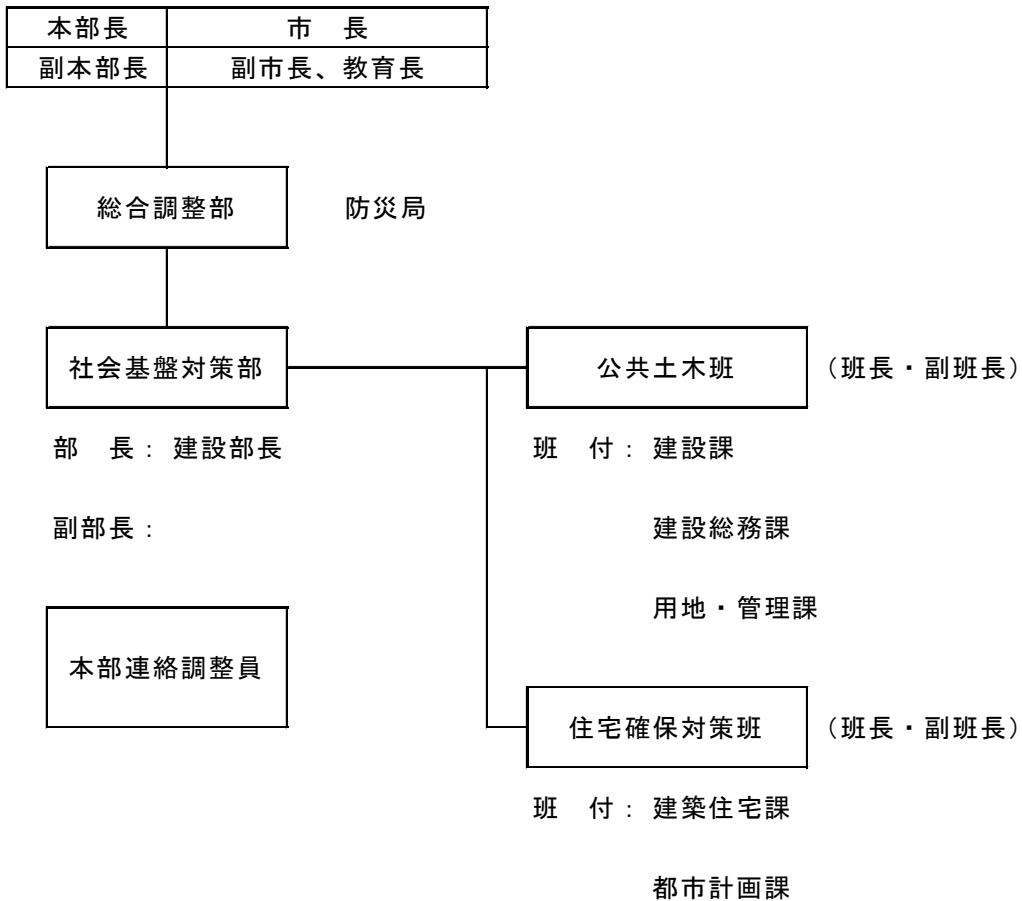 本部長 市　長
副本部長 副市長、教育長
総合調整部 防災局
社会基盤対策部 公共土木班 （班長・副班長）
部　長： 建設部長 班　付： 建設課
副部長： 建設総務課
用地・管理課
本部連絡調整員
住宅確保対策班 （班長・副班長）
班　付： 建築住宅課
都市計画課